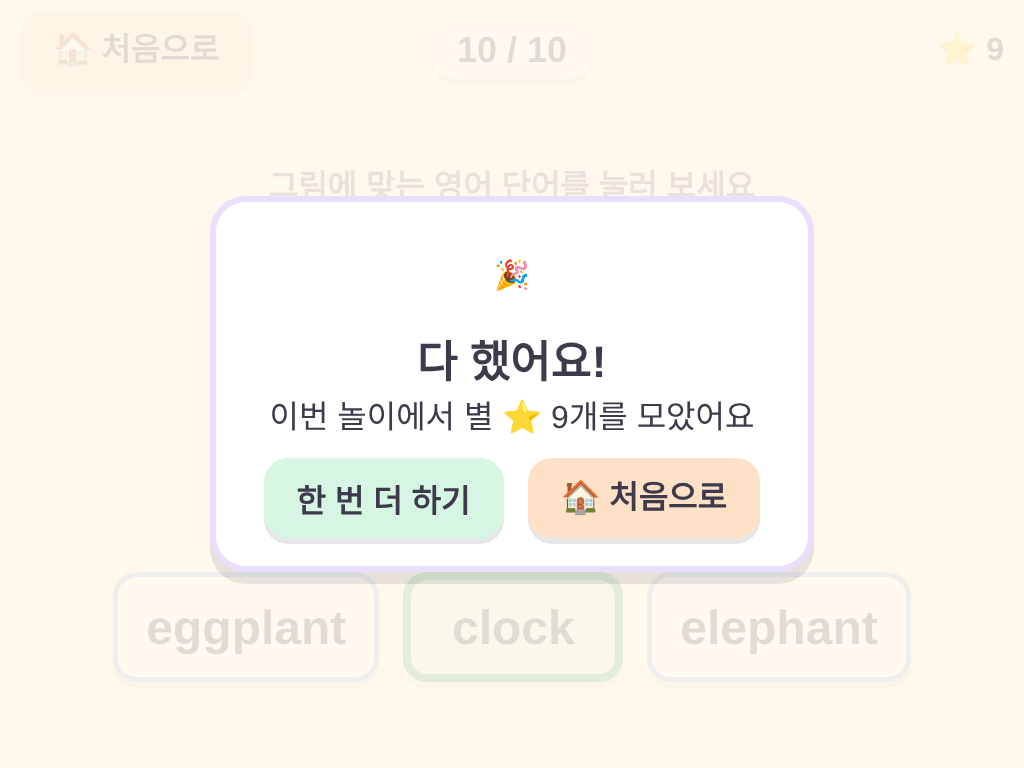 🏠 처음으로
10 / 10
⭐ 9
그림에 맞는 영어 단어를 눌러 보세요
🎉
다 했어요!
이번 놀이에서 별 ⭐ 9개를 모았어요
한 번 더 하기
🏠 처음으로
eggplant
clock
elephant